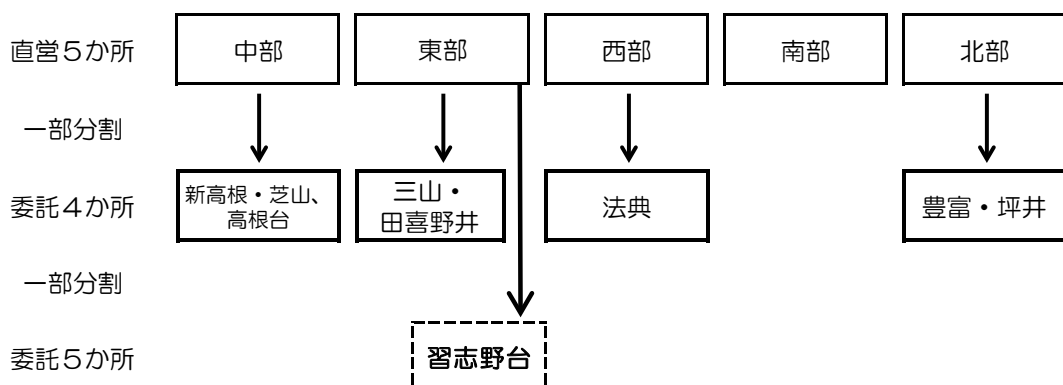 直営５か所
中部
東部
西部
南部
北部
一部分割
委託４か所
新高根・芝山、
高根台
三山・
田喜野井
法典
豊富・坪井
一部分割
委託５か所
習志野台